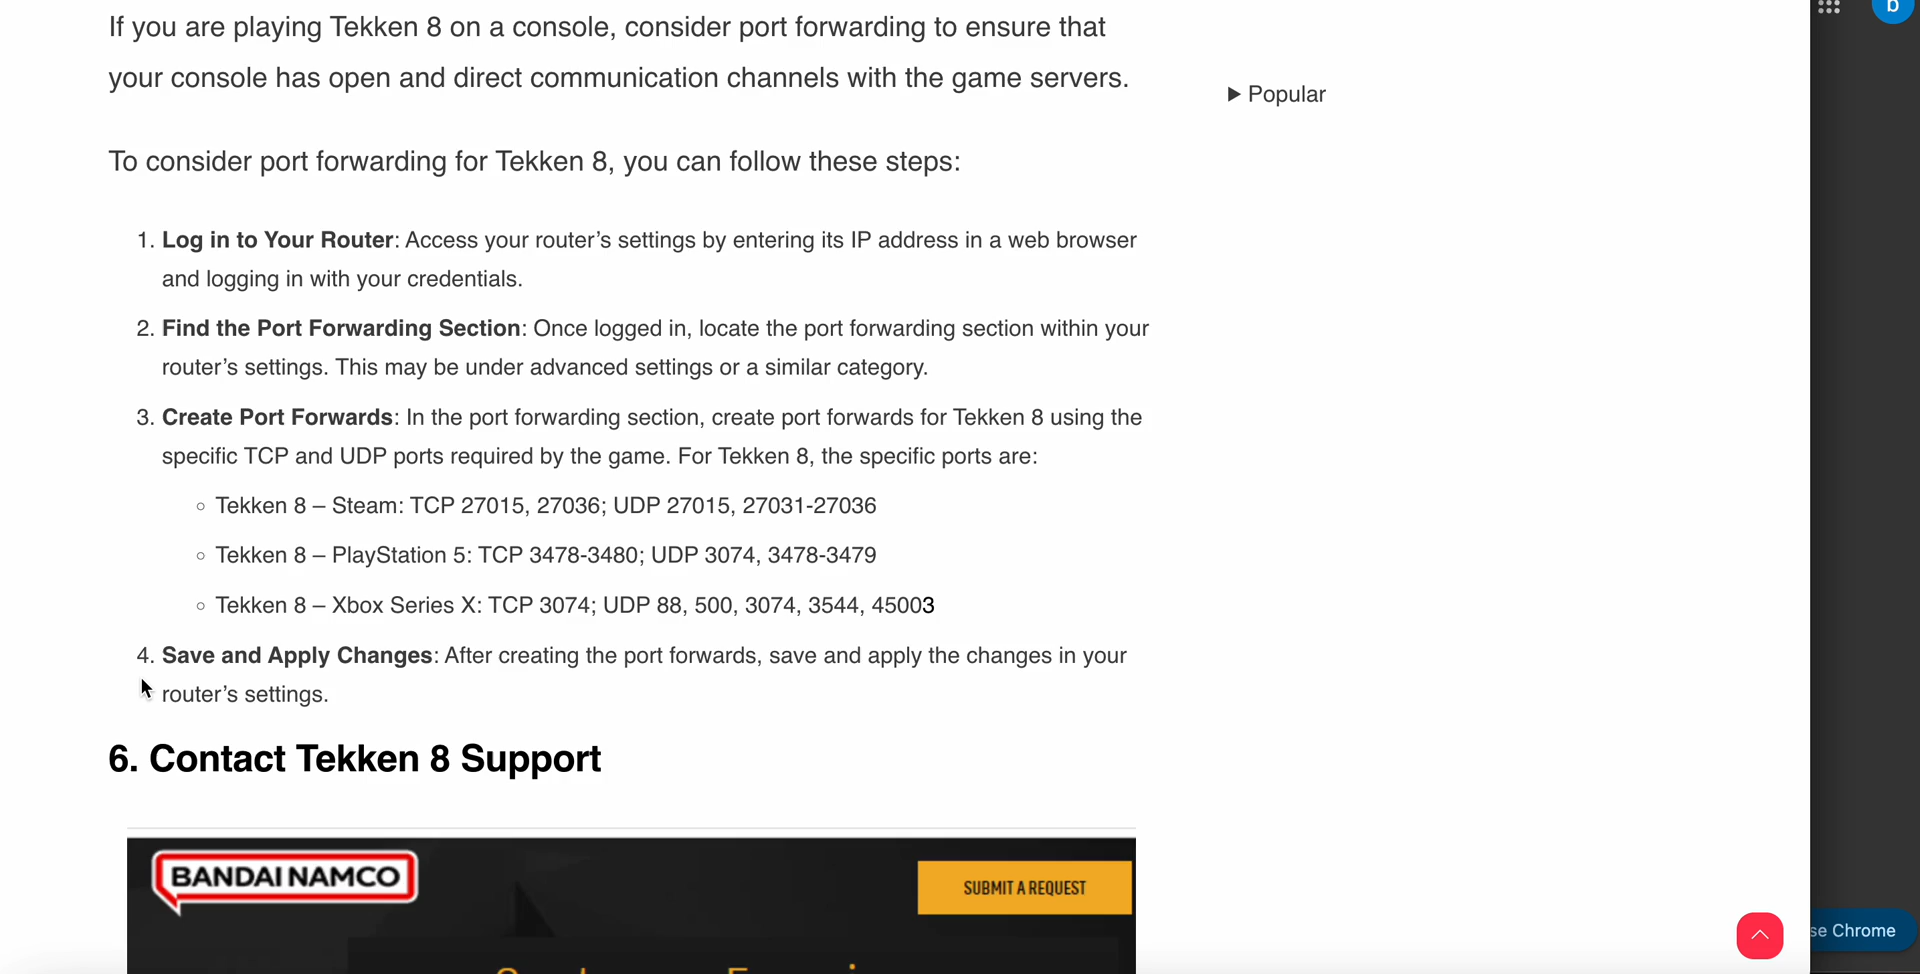 b
If you are playing Tekken 8 on a console, consider port forwarding to ensure that
your console has open and direct communication channels with the game servers.
Popular
To consider port forwarding for Tekken 8, you can follow these steps:
1. Log in to Your Router: Access your router’s settings by entering its IP address in a web browser
and logging in with your credentials.
2. Find the Port Forwarding Section: Once logged in, locate the port forwarding section within your
router’s settings. This may be under advanced settings or a similar category.
3. Create Port Forwards: In the port forwarding section, create port forwards for Tekken 8 using the
specific TCP and UDP ports required by the game. For Tekken 8, the specific ports are:
Tekken 8 – Steam: TCP 27015, 27036; UDP 27015, 27031-27036
Tekken 8 – PlayStation 5: TCP 3478-3480; UDP 3074, 3478-3479
Tekken 8 – Xbox Series X: TCP 3074; UDP 88, 500, 3074, 3544, 45003
4. Save and Apply Changes: After creating the port forwards, save and apply the changes in your
router’s settings.
6. Contact Tekken 8 Support
BANDAI NAMCO
SUBMIT A REQUEST
se Chrome